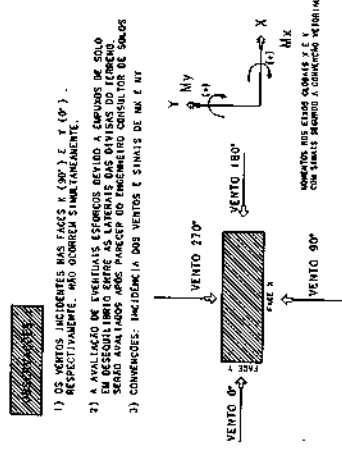 OBSERVAÇÕES:
1) OS VENTOS INCIDENTES NAS FACES X (90°) E Y (0°),
RESPECTIVAMENTE, NÃO OCORREM SIMULTANEAMENTE.
2) A AVALIAÇÃO DE EVENTUAIS ESFORÇOS DEVIDO A EMPUXOS DE SOLO
EM DESEQUILIBRIO ENTRE AS LATERAIS DAS DIVISAS DO TERRENO,
SERÃO AVALIADOS APÓS PARECER DO ENGENHEIRO CONSULTOR DE SOLOS
3) CONVENCÕES: INCIDÊNCIA DOS VENTOS E SINAIS DE MX E MY
VENTO 270°
VENTO 0°
FACE Y
FACE X
VENTO 180°
VENTO 90°
Y
My
(+)
X
(+)
Mx
MOMENTOS NOS EIXOS GLOBAIS X E Y
COM SINAIS SEGUNDO A CONVENÇÃO VETORIAL